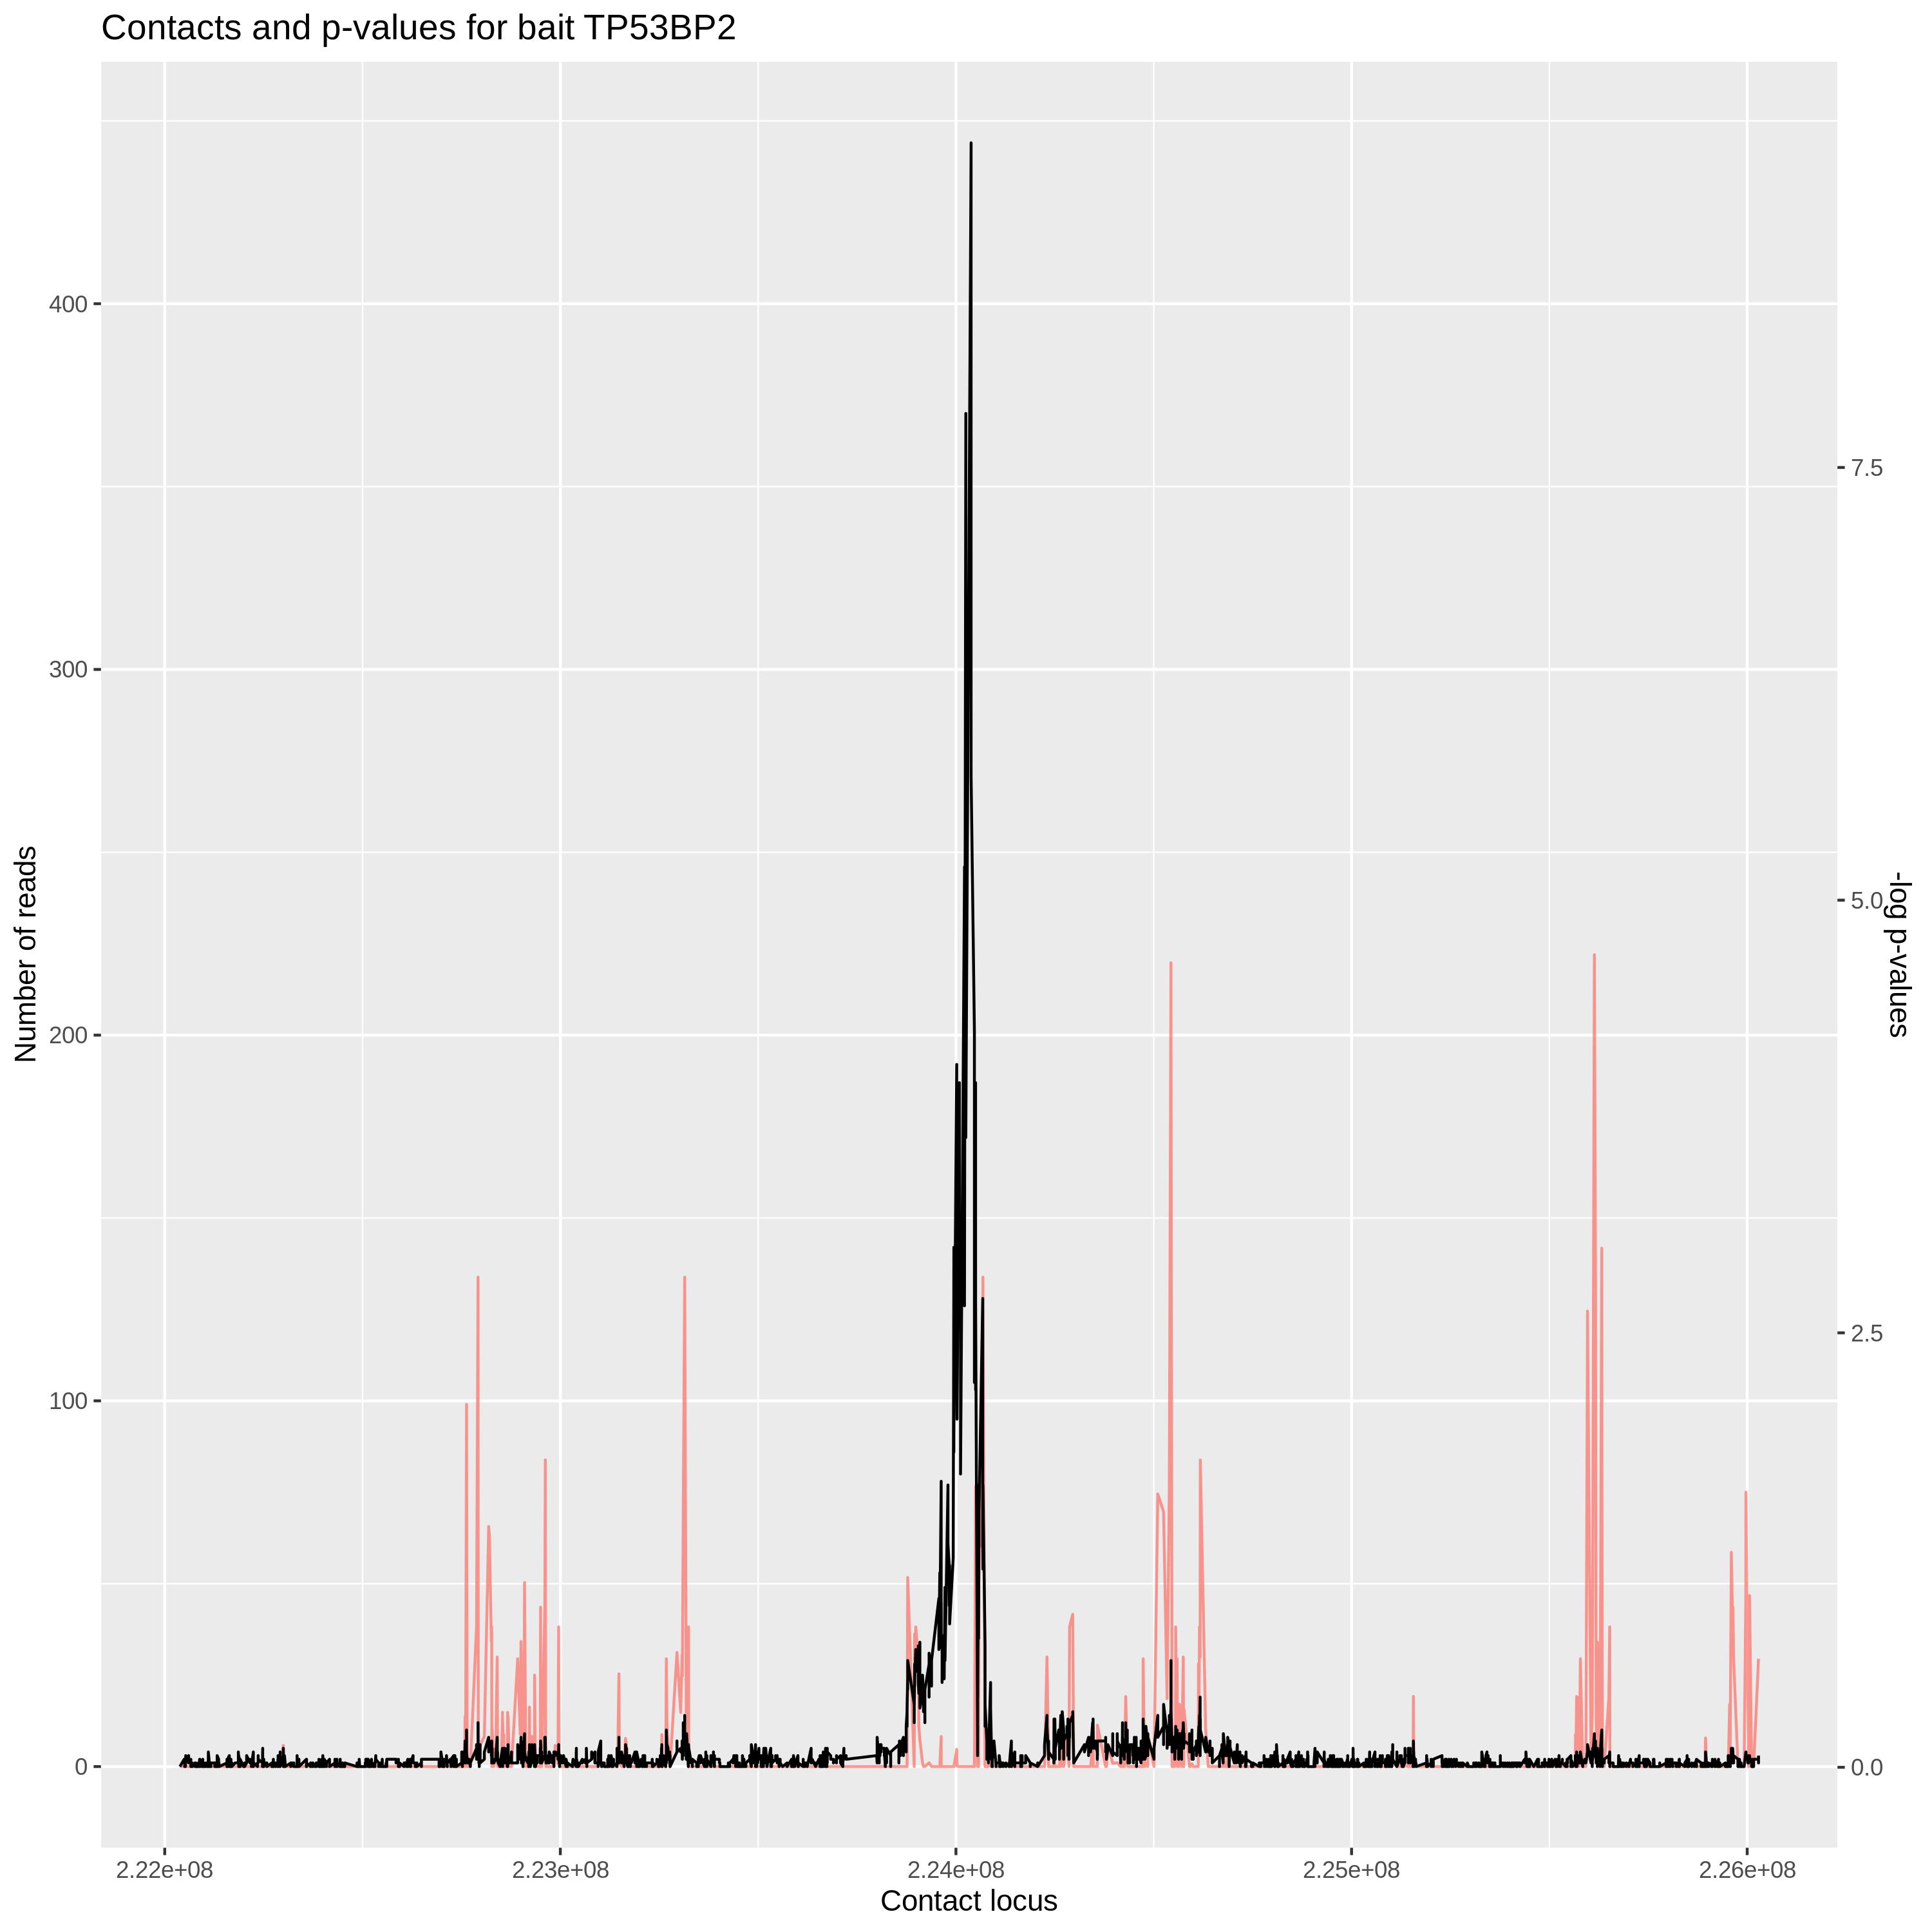 Contacts and p-values for bait TP53BP2
Number of reads
400
300
200
100
0
7.5
5.0
2.5
0.0
-log p-values
2.22e+08 2.23e+08 2.24e+08 2.25e+08 2.26e+08
Contact locus